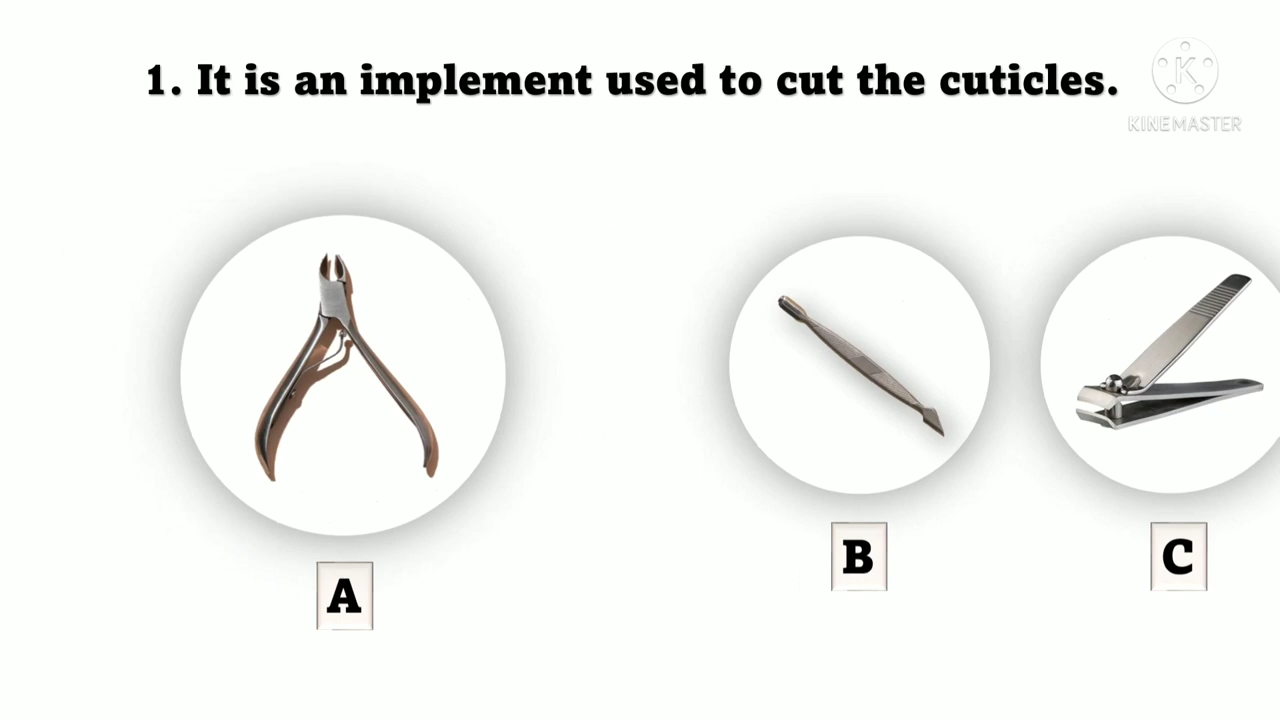 1. It is an implement used to cut the cuticles.
K
KINEMASTER
A
B
C